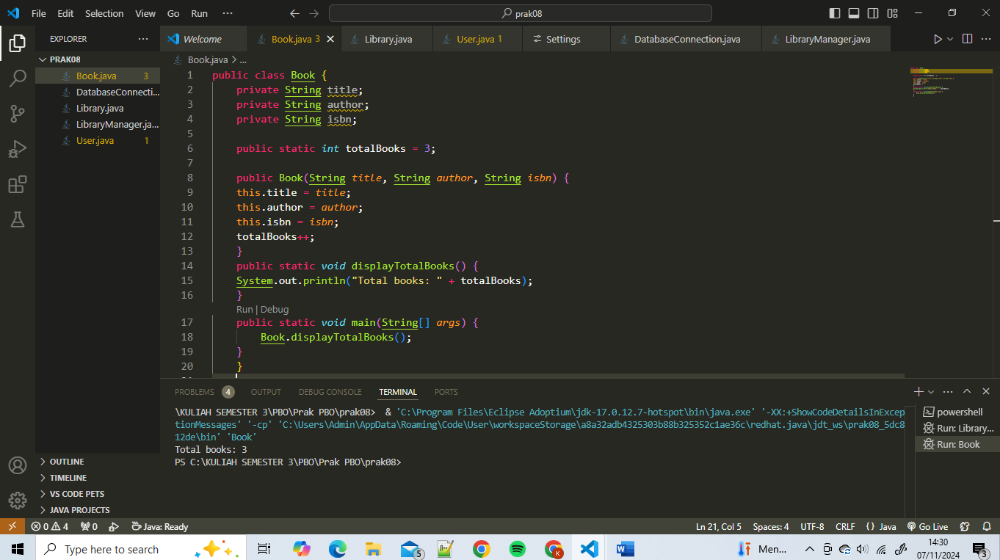 File Edit Selection View Go Run ··· prak08
EXPLORER ···
Welcome Book.java 3 Library.java User.java 1 Settings DatabaseConnection.java LibraryManager.java
PRAK08
Book.java 3
DatabaseConnecti...
Library.java
LibraryManager.ja...
User.java 1
Book.java > ...
1 public class Book {
2 private String title;
3 private String author;
4 private String isbn;
5
6 public static int totalBooks = 3;
7
8 public Book(String title, String author, String isbn) {
9 this.title = title;
10 this.author = author;
11 this.isbn = isbn;
12 totalBooks++;
13 }
14 public static void displayTotalBooks() {
15 System.out.println("Total books: " + totalBooks);
16 }
Run | Debug
17 public static void main(String[] args) {
18 Book.displayTotalBooks();
19 }
20 }
PROBLEMS 4 OUTPUT DEBUG CONSOLE TERMINAL PORTS
\KULIAH SEMESTER 3\PBO\Prak PBO\prak08> & 'C:\Program Files\Eclipse Adoptium\jdk-17.0.12.7-hotspot\bin\java.exe' '-XX:+ShowCodeDetailsInExcep
tionMessages' '-cp' 'C:\Users\Admin\AppData\Roaming\Code\User\workspaceStorage\a8a32adb4325303b88b325352c1ae36c\redhat.java\jdt_ws\prak08_5dc8
12de\bin' 'Book'
Total books: 3
PS C:\KULIAH SEMESTER 3\PBO\Prak PBO\prak08>
powershell
Run: Library...
Run: Book
OUTLINE
TIMELINE
VS CODE PETS
JAVA PROJECTS
0 4 0 Java: Ready Ln 21, Col 5 Spaces: 4 UTF-8 CRLF {} Java Go Live
Type here to search 5 K Men... 14:30
07/11/2024 3